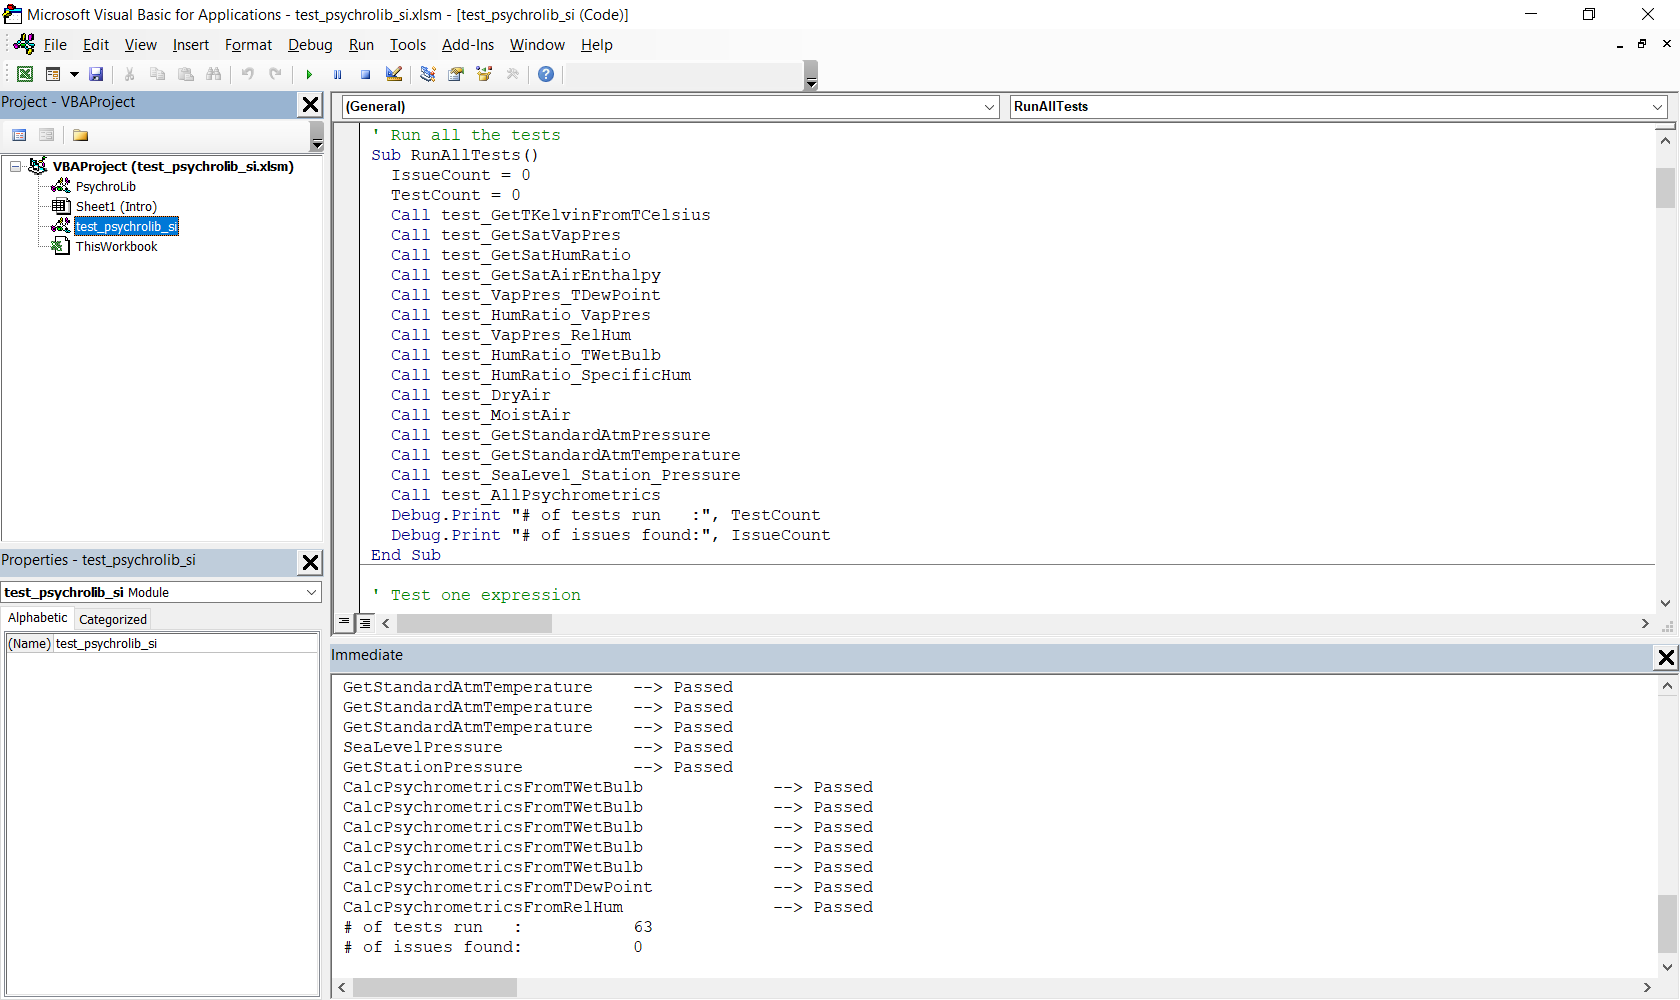 Microsoft Visual Basic for Applications - test_psychrolib_si.xlsm - [test_psychrolib_si (Code)]
File Edit View Insert Format Debug Run Tools Add-Ins Window Help
Project - VBAProject
VBAProject (test_psychrolib_si.xlsm)
PsychroLib
Sheet1 (Intro)
test_psychrolib_si
ThisWorkbook
Properties - test_psychrolib_si
test_psychrolib_si Module
Alphabetic Categorized
(Name) test_psychrolib_si
(General) RunAllTests
' Run all the tests
Sub RunAllTests()
IssueCount = 0
TestCount = 0
Call test_GetTKelvinFromTCelsius
Call test_GetSatVapPres
Call test_GetSatHumRatio
Call test_GetSatAirEnthalpy
Call test_VapPres_TDewPoint
Call test_HumRatio_VapPres
Call test_VapPres_RelHum
Call test_HumRatio_TWetBulb
Call test_HumRatio_SpecificHum
Call test_DryAir
Call test_MoistAir
Call test_GetStandardAtmPressure
Call test_GetStandardAtmTemperature
Call test_SeaLevel_Station_Pressure
Call test_AllPsychrometrics
Debug.Print "# of tests run   :", TestCount
Debug.Print "# of issues found:", IssueCount
End Sub
' Test one expression
Immediate
GetStandardAtmTemperature --> Passed
GetStandardAtmTemperature --> Passed
GetStandardAtmTemperature --> Passed
SeaLevelPressure --> Passed
GetStationPressure --> Passed
CalcPsychrometricsFromTWetBulb --> Passed
CalcPsychrometricsFromTWetBulb --> Passed
CalcPsychrometricsFromTWetBulb --> Passed
CalcPsychrometricsFromTWetBulb --> Passed
CalcPsychrometricsFromTWetBulb --> Passed
CalcPsychrometricsFromTDewPoint --> Passed
CalcPsychrometricsFromRelHum --> Passed
# of tests run   : 63
# of issues found: 0